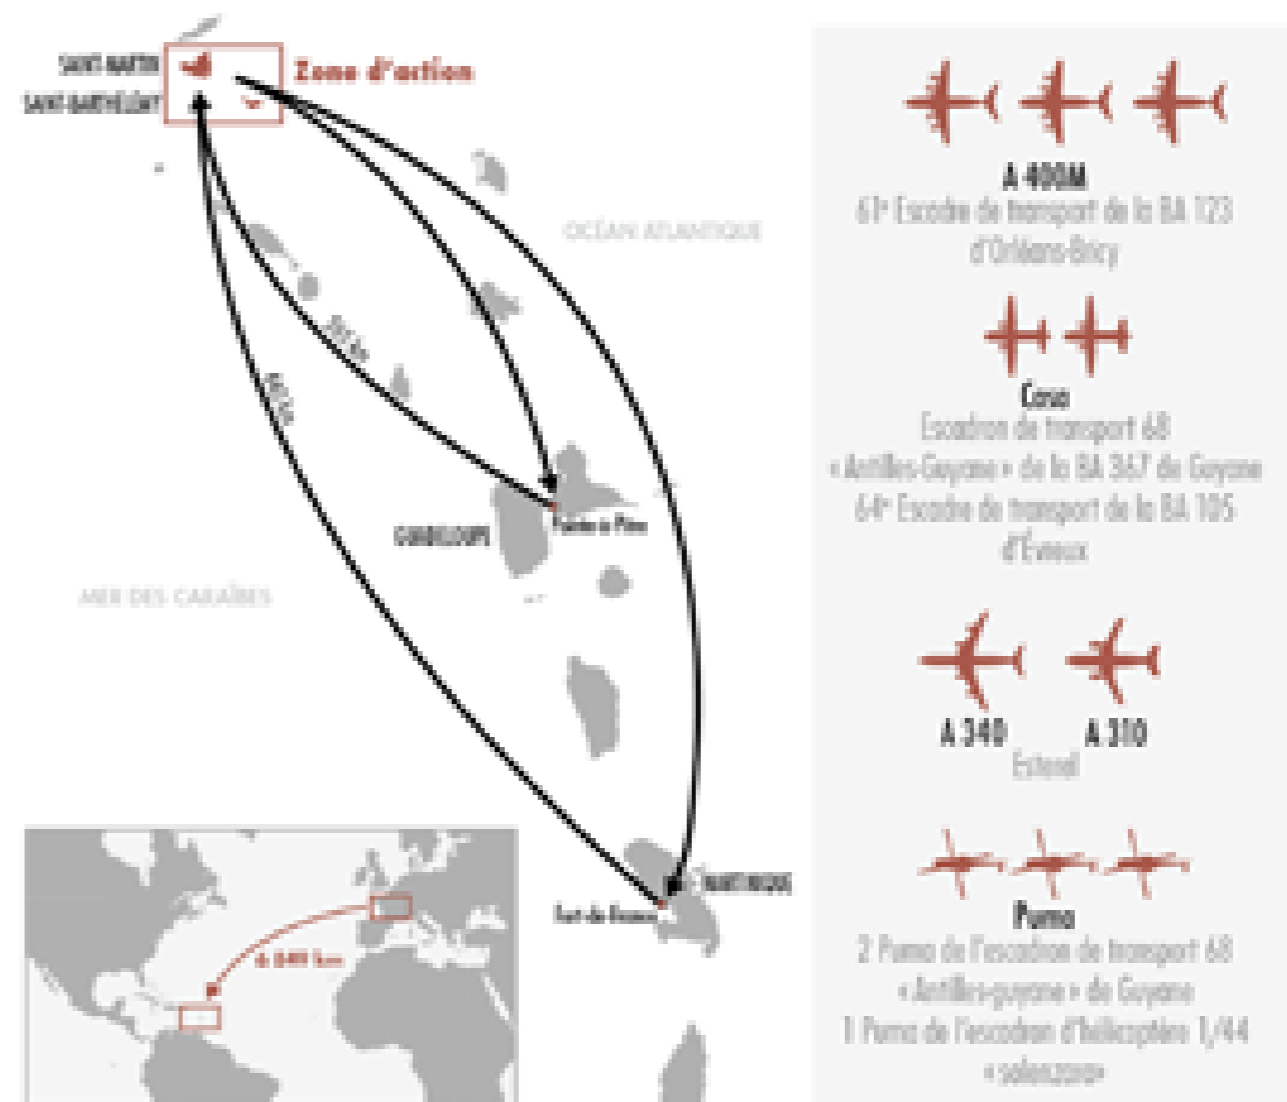 SAINT-MARTIN
Zone d'action
SAINT-BARTHÉLEMY
OCÉAN ATLANTIQUE
GUADELOUPE
Pointe-à-Pitre
MER DES CARAÏBES
MARTINIQUE
Fort-de-France
km
A 400M
61e Escadre de transport de la BA 123
d'Orléans-Bricy
Casa
Escadron de transport 68
« Antilles-Guyane » de la BA 367 de Guyane
64e Escadre de transport de la BA 105
d'Évreux
A 340
A 310
Esterel
Puma
2 Puma de l'escadron de transport 68
« Antilles-guyane » de Guyane
1 Puma de l'escadron d'hélicoptère 1/44
« solenzara»